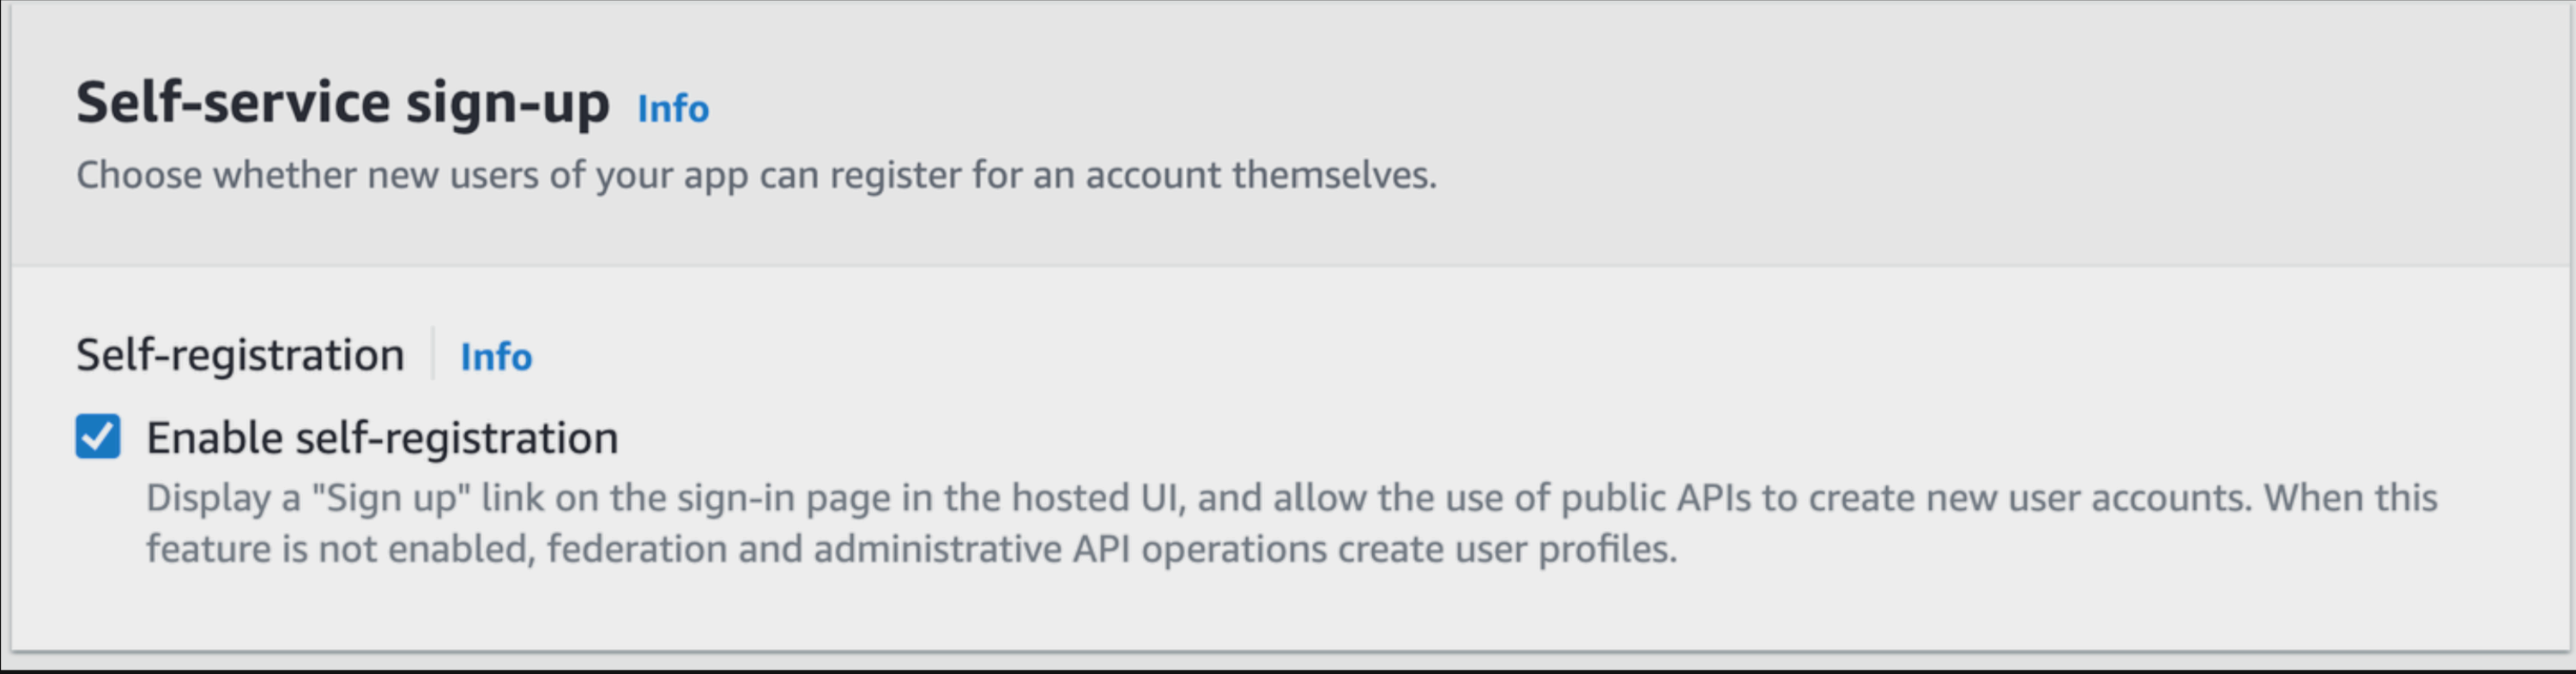 Self-service sign-up Info
Choose whether new users of your app can register for an account themselves.
Self-registration Info
Enable self-registration
Display a "Sign up" link on the sign-in page in the hosted UI, and allow the use of public APIs to create new user accounts. When this
feature is not enabled, federation and administrative API operations create user profiles.